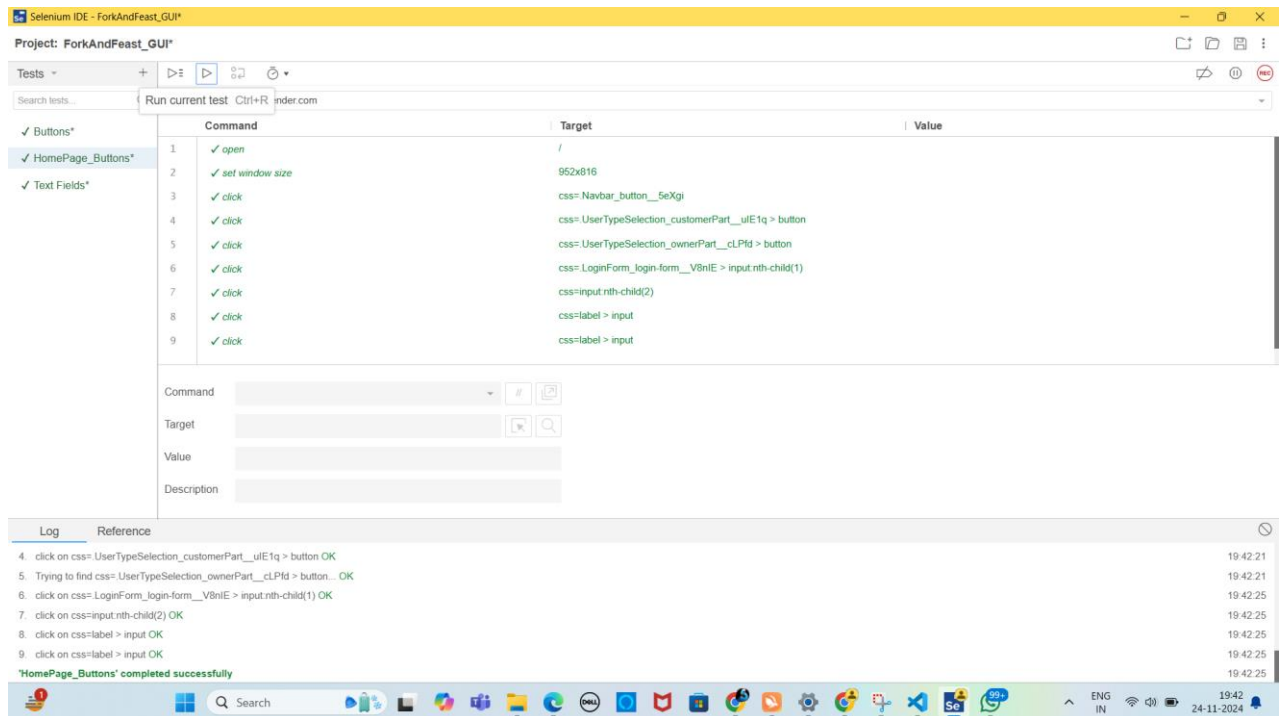 Selenium IDE - ForkAndFeast_GUI*
Project: ForkAndFeast_GUI*
Tests
Search tests...
Run current test Ctrl+R nder.com
Command Target Value
✓ Buttons*
✓ HomePage_Buttons*
✓ Text Fields*
1 ✓ open /
2 ✓ set window size 952x816
3 ✓ click css=.Navbar_button__5eXgi
4 ✓ click css=.UserTypeSelection_customerPart__ulE1q > button
5 ✓ click css=.UserTypeSelection_ownerPart__cLPfd > button
6 ✓ click css=.LoginForm_login-form__V8nIE > input:nth-child(1)
7 ✓ click css=input:nth-child(2)
8 ✓ click css=label > input
9 ✓ click css=label > input
Command //
Target
Value
Description
Log Reference
4. click on css=.UserTypeSelection_customerPart__ulE1q > button OK 19:42:21
5. Trying to find css=.UserTypeSelection_ownerPart__cLPfd > button... OK 19:42:21
6. click on css=.LoginForm_login-form__V8nIE > input:nth-child(1) OK 19:42:25
7. click on css=input:nth-child(2) OK 19:42:25
8. click on css=label > input OK 19:42:25
9. click on css=label > input OK 19:42:25
'HomePage_Buttons' completed successfully 19:42:25
1
Search
DELL
Se
99+
ENG
IN
19:42
24-11-2024
REC